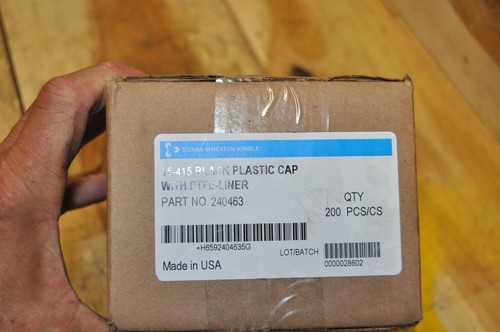 DURAN WHEATON KIMBLE
15-415 BLACK PLASTIC CAP
WITH PTFE-LINER
PART NO. 240463
QTY
200 PCS/CS
+H6592404635G
LOT/BATCH:
0000028602
Made in USA